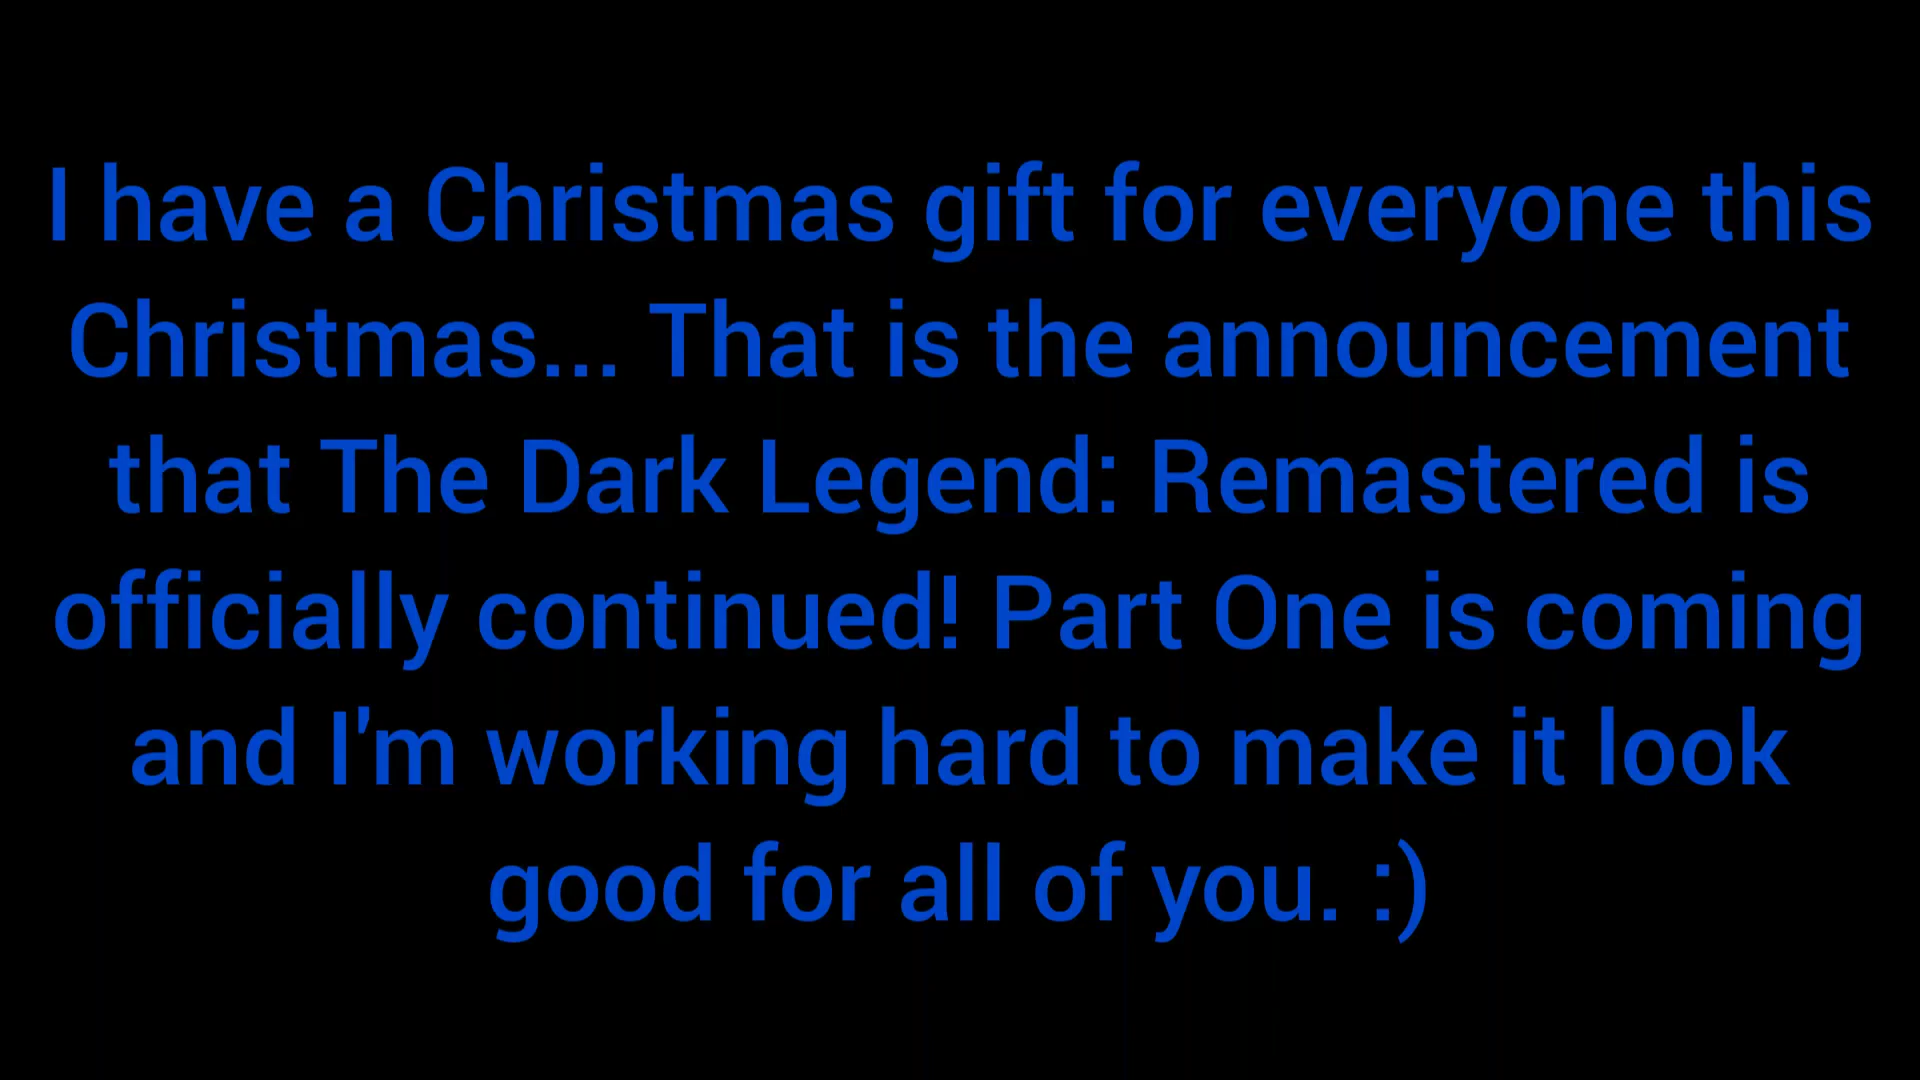 I have a Christmas gift for everyone this
Christmas... That is the announcement
that The Dark Legend: Remastered is
officially continued! Part One is coming
and I'm working hard to make it look
good for all of you. :)